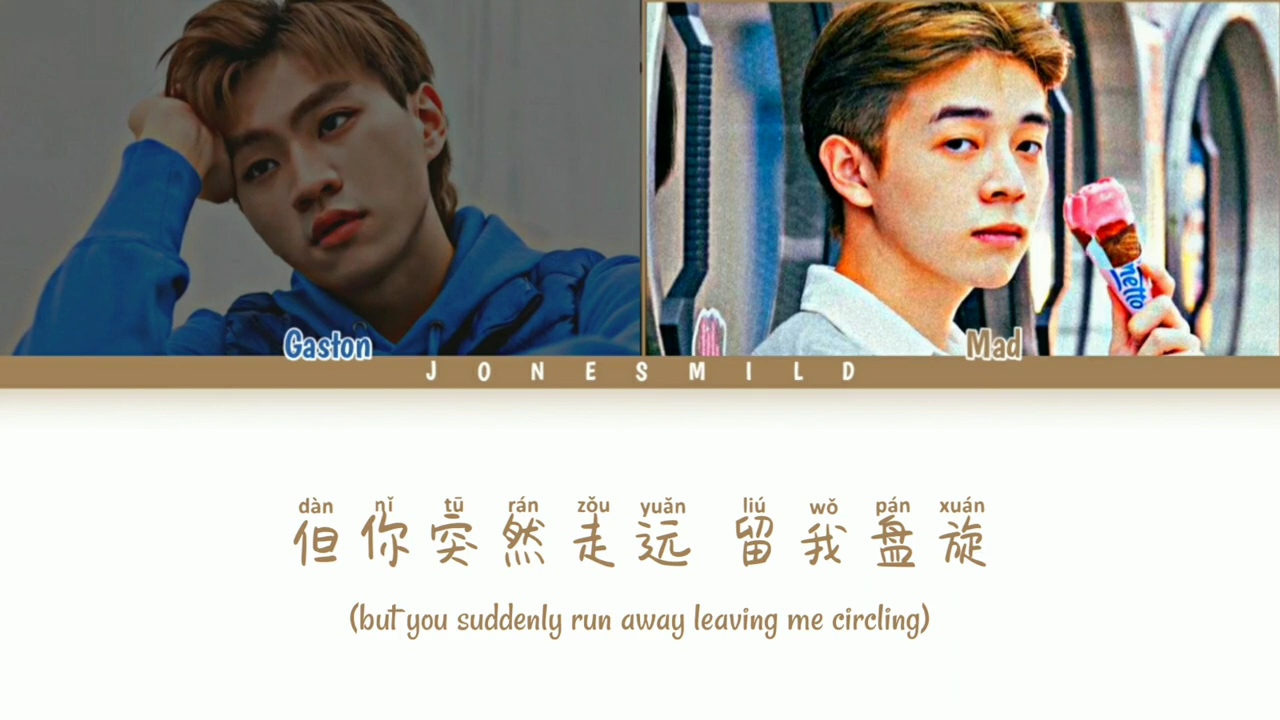 netto
Gaston
Mad
JONESMILD
dàn nǐ tū rán zǒu yuǎn liú wǒ pán xuán
但你突然走远 留我盘旋
(but you suddenly run away leaving me circling)